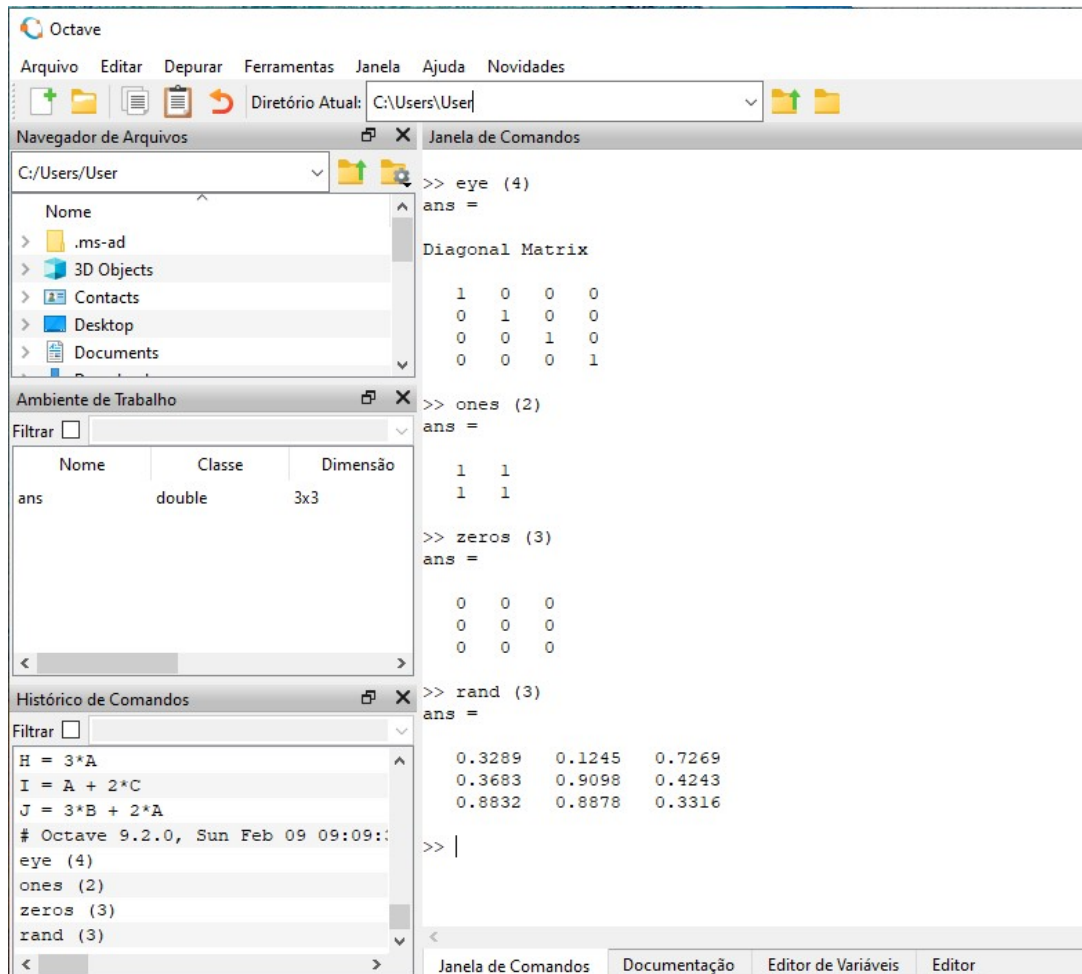 Octave
Arquivo Editar Depurar Ferramentas Janela Ajuda Novidades
Diretório Atual: C:\Users\User
Navegador de Arquivos
C:/Users/User
Nome
.ms-ad
3D Objects
Contacts
Desktop
Documents
Ambiente de Trabalho
Filtrar
Nome Classe Dimensão
ans double 3x3
Histórico de Comandos
Filtrar
H = 3*A
I = A + 2*C
J = 3*B + 2*A
# Octave 9.2.0, Sun Feb 09 09:09:
eye (4)
ones (2)
zeros (3)
rand (3)
Janela de Comandos
>> eye (4)
ans =
Diagonal Matrix
1 0 0 0
0 1 0 0
0 0 1 0
0 0 0 1
>> ones (2)
ans =
1 1
1 1
>> zeros (3)
ans =
0 0 0
0 0 0
0 0 0
>> rand (3)
ans =
0.3289 0.1245 0.7269
0.3683 0.9098 0.4243
0.8832 0.8878 0.3316
>>
Janela de Comandos Documentação Editor de Variáveis Editor